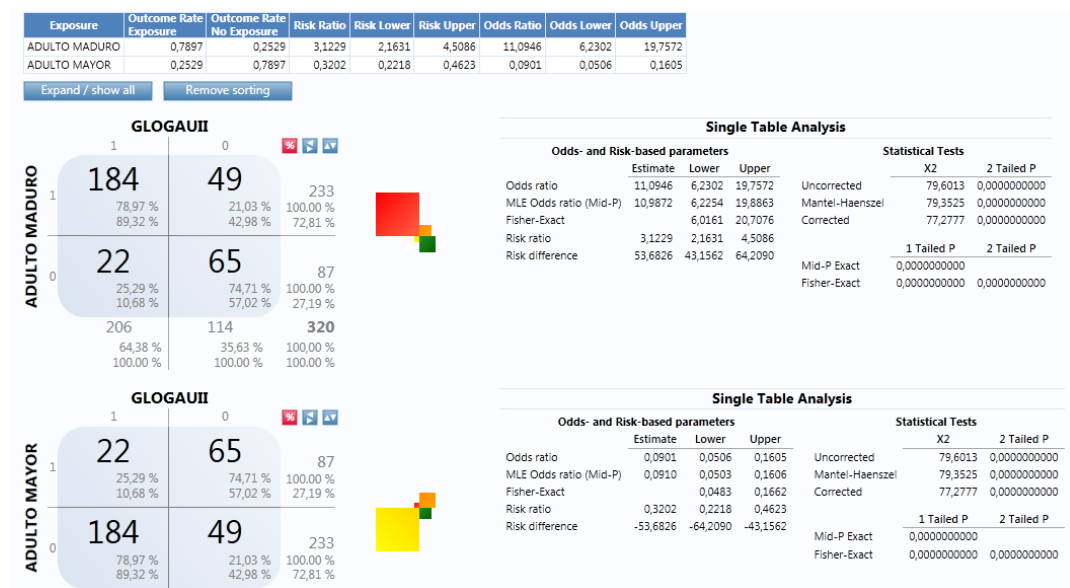 Exposure Outcome Rate Exposure Outcome Rate No Exposure Risk Ratio Risk Lower Risk Upper Odds Ratio Odds Lower Odds Upper
ADULTO MADURO 0,7897 0,2529 3,1229 2,1631 4,5086 11,0946 6,2302 19,7572
ADULTO MAYOR 0,2529 0,7897 0,3202 0,2218 0,4623 0,0901 0,0506 0,1605
Expand / show all Remove sorting
GLOGAUII
1 0 %
ADULTO MADURO
1 184 49 233
78,97 % 21,03 % 100.00 %
89,32 % 42,98 % 72,81 %
0 22 65 87
25,29 % 74,71 % 100.00 %
10,68 % 57,02 % 27,19 %
206 114 320
64,38 % 35,63 % 100,00 %
100.00 % 100.00 % 100.00 %
Single Table Analysis
Odds- and Risk-based parameters
Estimate Lower Upper
Odds ratio 11,0946 6,2302 19,7572
MLE Odds ratio (Mid-P) 10,9872 6,2254 19,8863
Fisher-Exact 6,0161 20,7076
Risk ratio 3,1229 2,1631 4,5086
Risk difference 53,6826 43,1562 64,2090
Statistical Tests
X2 2 Tailed P
Uncorrected 79,6013 0,0000000000
Mantel-Haenszel 79,3525 0,0000000000
Corrected 77,2777 0,0000000000
1 Tailed P 2 Tailed P
Mid-P Exact 0,0000000000
Fisher-Exact 0,0000000000 0,0000000000
GLOGAUII
1 0 %
ADULTO MAYOR
1 22 65 87
25,29 % 74,71 % 100.00 %
10,68 % 57,02 % 27,19 %
0 184 49 233
78,97 % 21,03 % 100.00 %
89,32 % 42,98 % 72,81 %
Single Table Analysis
Odds- and Risk-based parameters
Estimate Lower Upper
Odds ratio 0,0901 0,0506 0,1605
MLE Odds ratio (Mid-P) 0,0910 0,0503 0,1606
Fisher-Exact 0,0483 0,1662
Risk ratio 0,3202 0,2218 0,4623
Risk difference -53,6826 -64,2090 -43,1562
Statistical Tests
X2 2 Tailed P
Uncorrected 79,6013 0,0000000000
Mantel-Haenszel 79,3525 0,0000000000
Corrected 77,2777 0,0000000000
1 Tailed P 2 Tailed P
Mid-P Exact 0,0000000000
Fisher-Exact 0,0000000000 0,0000000000